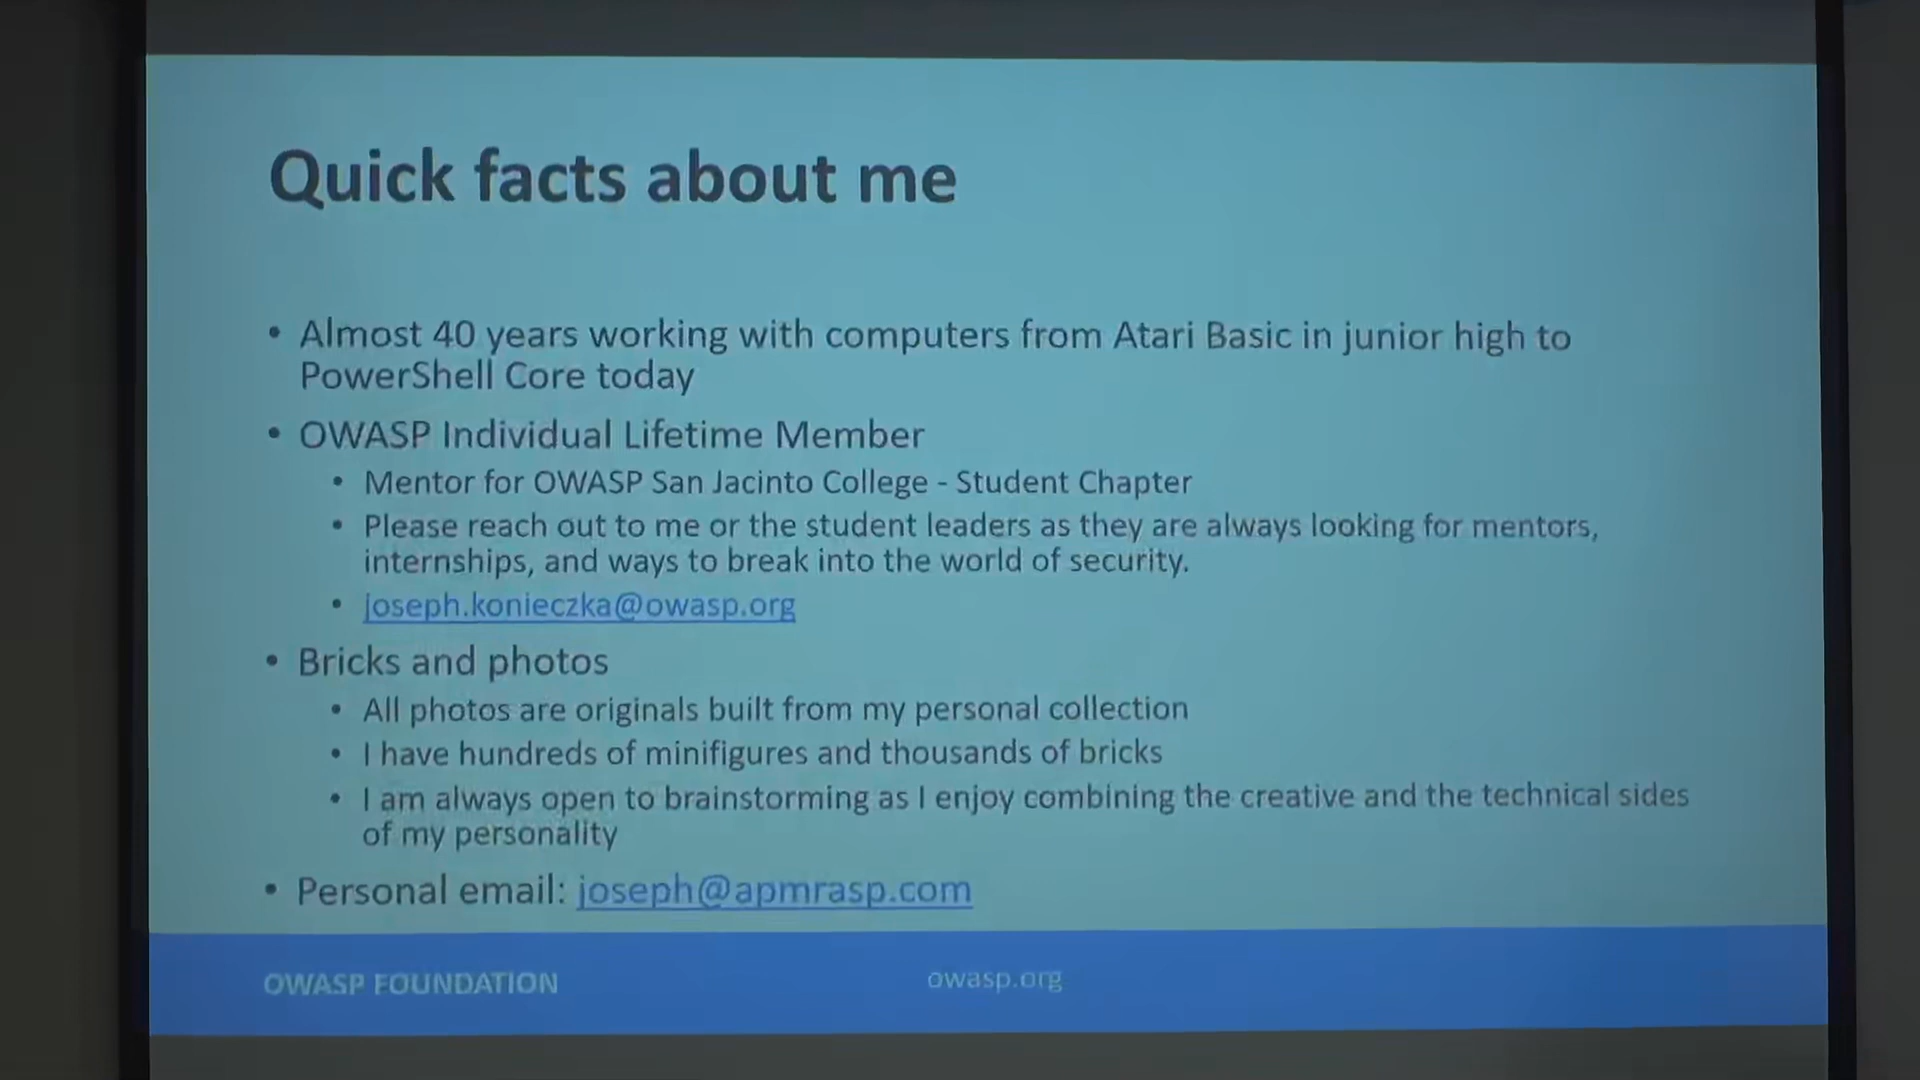 Quick facts about me
• Almost 40 years working with computers from Atari Basic in junior high to
PowerShell Core today
• OWASP Individual Lifetime Member
• Mentor for OWASP San Jacinto College - Student Chapter
• Please reach out to me or the student leaders as they are always looking for mentors,
internships, and ways to break into the world of security.
• joseph.konieczka@owasp.org
• Bricks and photos
• All photos are originals built from my personal collection
• I have hundreds of minifigures and thousands of bricks
• I am always open to brainstorming as I enjoy combining the creative and the technical sides
of my personality
• Personal email: joseph@apmrasp.com
OWASP FOUNDATION
owasp.org